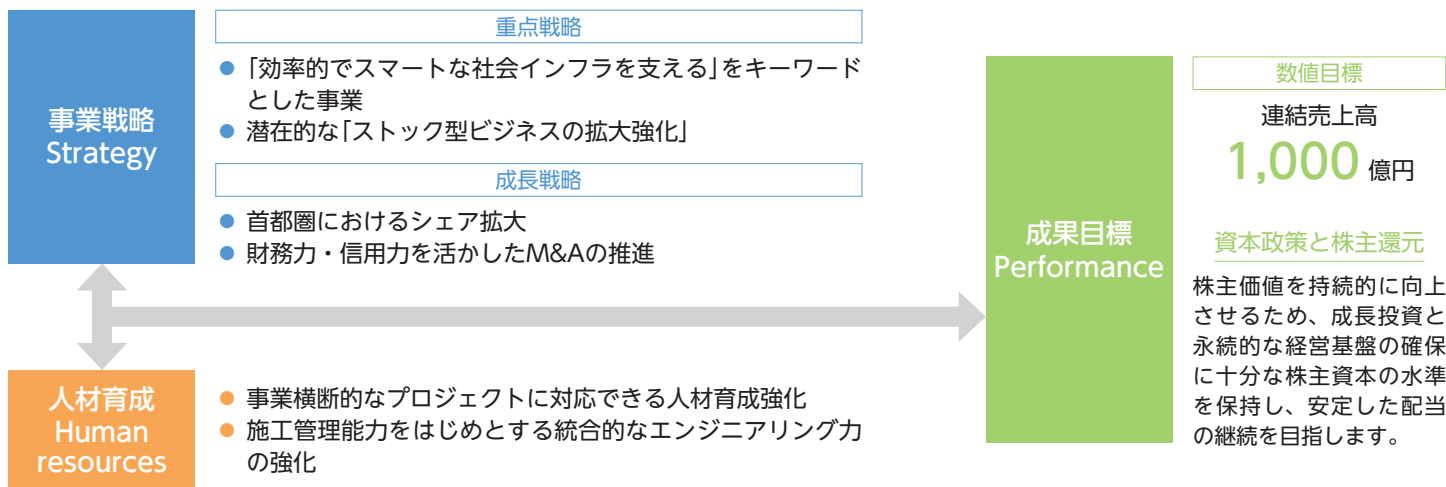 事業戦略
Strategy
重点戦略
● 「効率的でスマートな社会インフラを支える」をキーワード
とした事業
● 潜在的な「ストック型ビジネスの拡大強化」
成長戦略
● 首都圏におけるシェア拡大
● 財務力・信用力を活かしたM&Aの推進
人材育成
Human
resources
● 事業横断的なプロジェクトに対応できる人材育成強化
● 施工管理能力をはじめとする統合的なエンジニアリング力
の強化
成果目標
Performance
数値目標
連結売上高
1,000 億円
資本政策と株主還元
株主価値を持続的に向上
させるため、成長投資と
永続的な経営基盤の確保
に十分な株主資本の水準
を保持し、安定した配当
の継続を目指します。